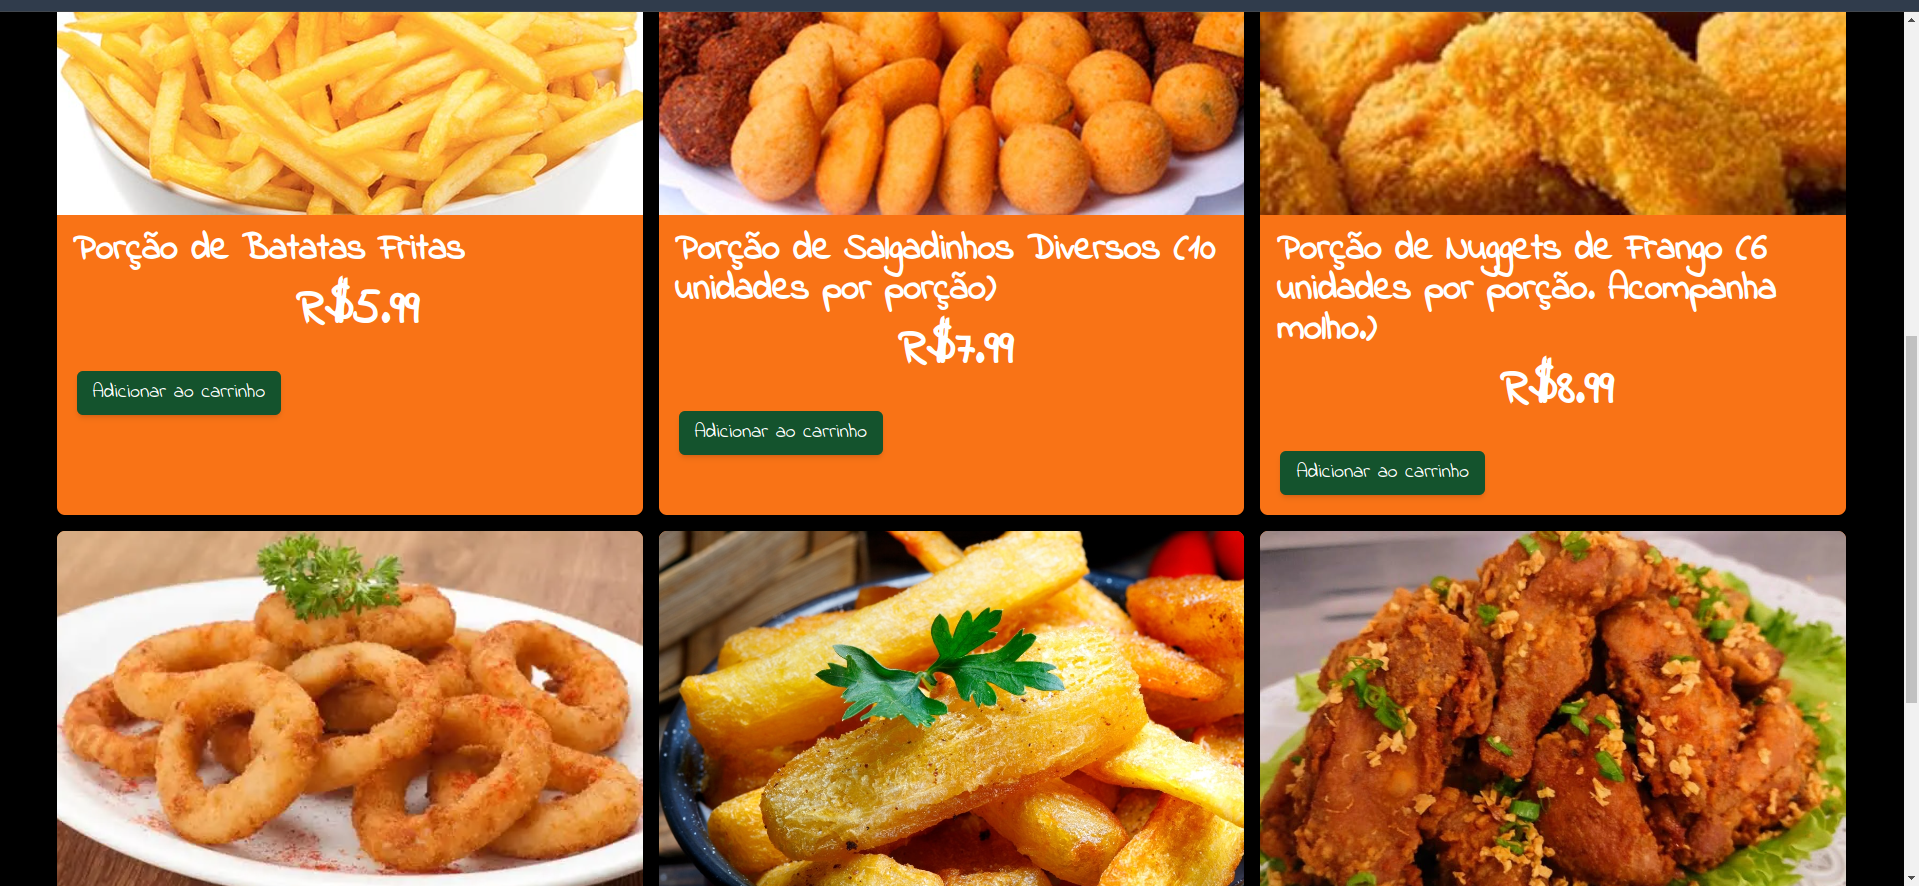 Porção de Batatas Fritas
R$5.99
Adicionar ao carrinho
Porção de Salgadinhos Diversos (10
unidades por porção)
R$7.99
Adicionar ao carrinho
Porção de Nuggets de Frango (6
unidades por porção. Acompanha
molho.)
R$8.99
Adicionar ao carrinho